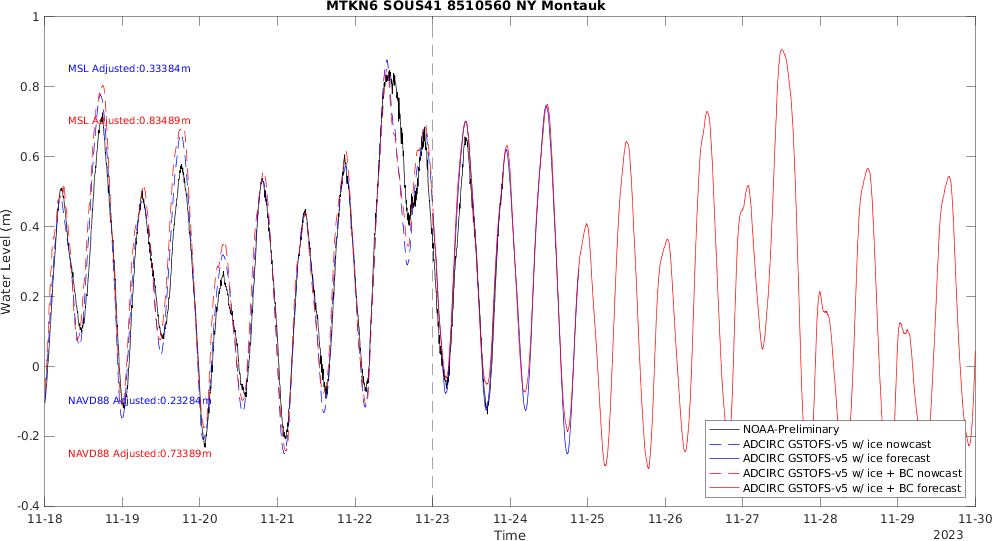 MTKN6 SOUS41 8510560 NY Montauk
1
0.8
0.6
0.4
0.2
0
-0.2
-0.4
Water Level (m)
MSL Adjusted:0.33384m
MSL Adjusted:0.83489m
NAVD88 Adjusted:0.23284m
NAVD88 Adjusted:0.73389m
NOAA-Preliminary
ADCIRC GSTOFS-v5 w/ ice nowcast
ADCIRC GSTOFS-v5 w/ ice forecast
ADCIRC GSTOFS-v5 w/ ice + BC nowcast
ADCIRC GSTOFS-v5 w/ ice + BC forecast
11-18 11-19 11-20 11-21 11-22 11-23 11-24 11-25 11-26 11-27 11-28 11-29 11-30
Time
2023